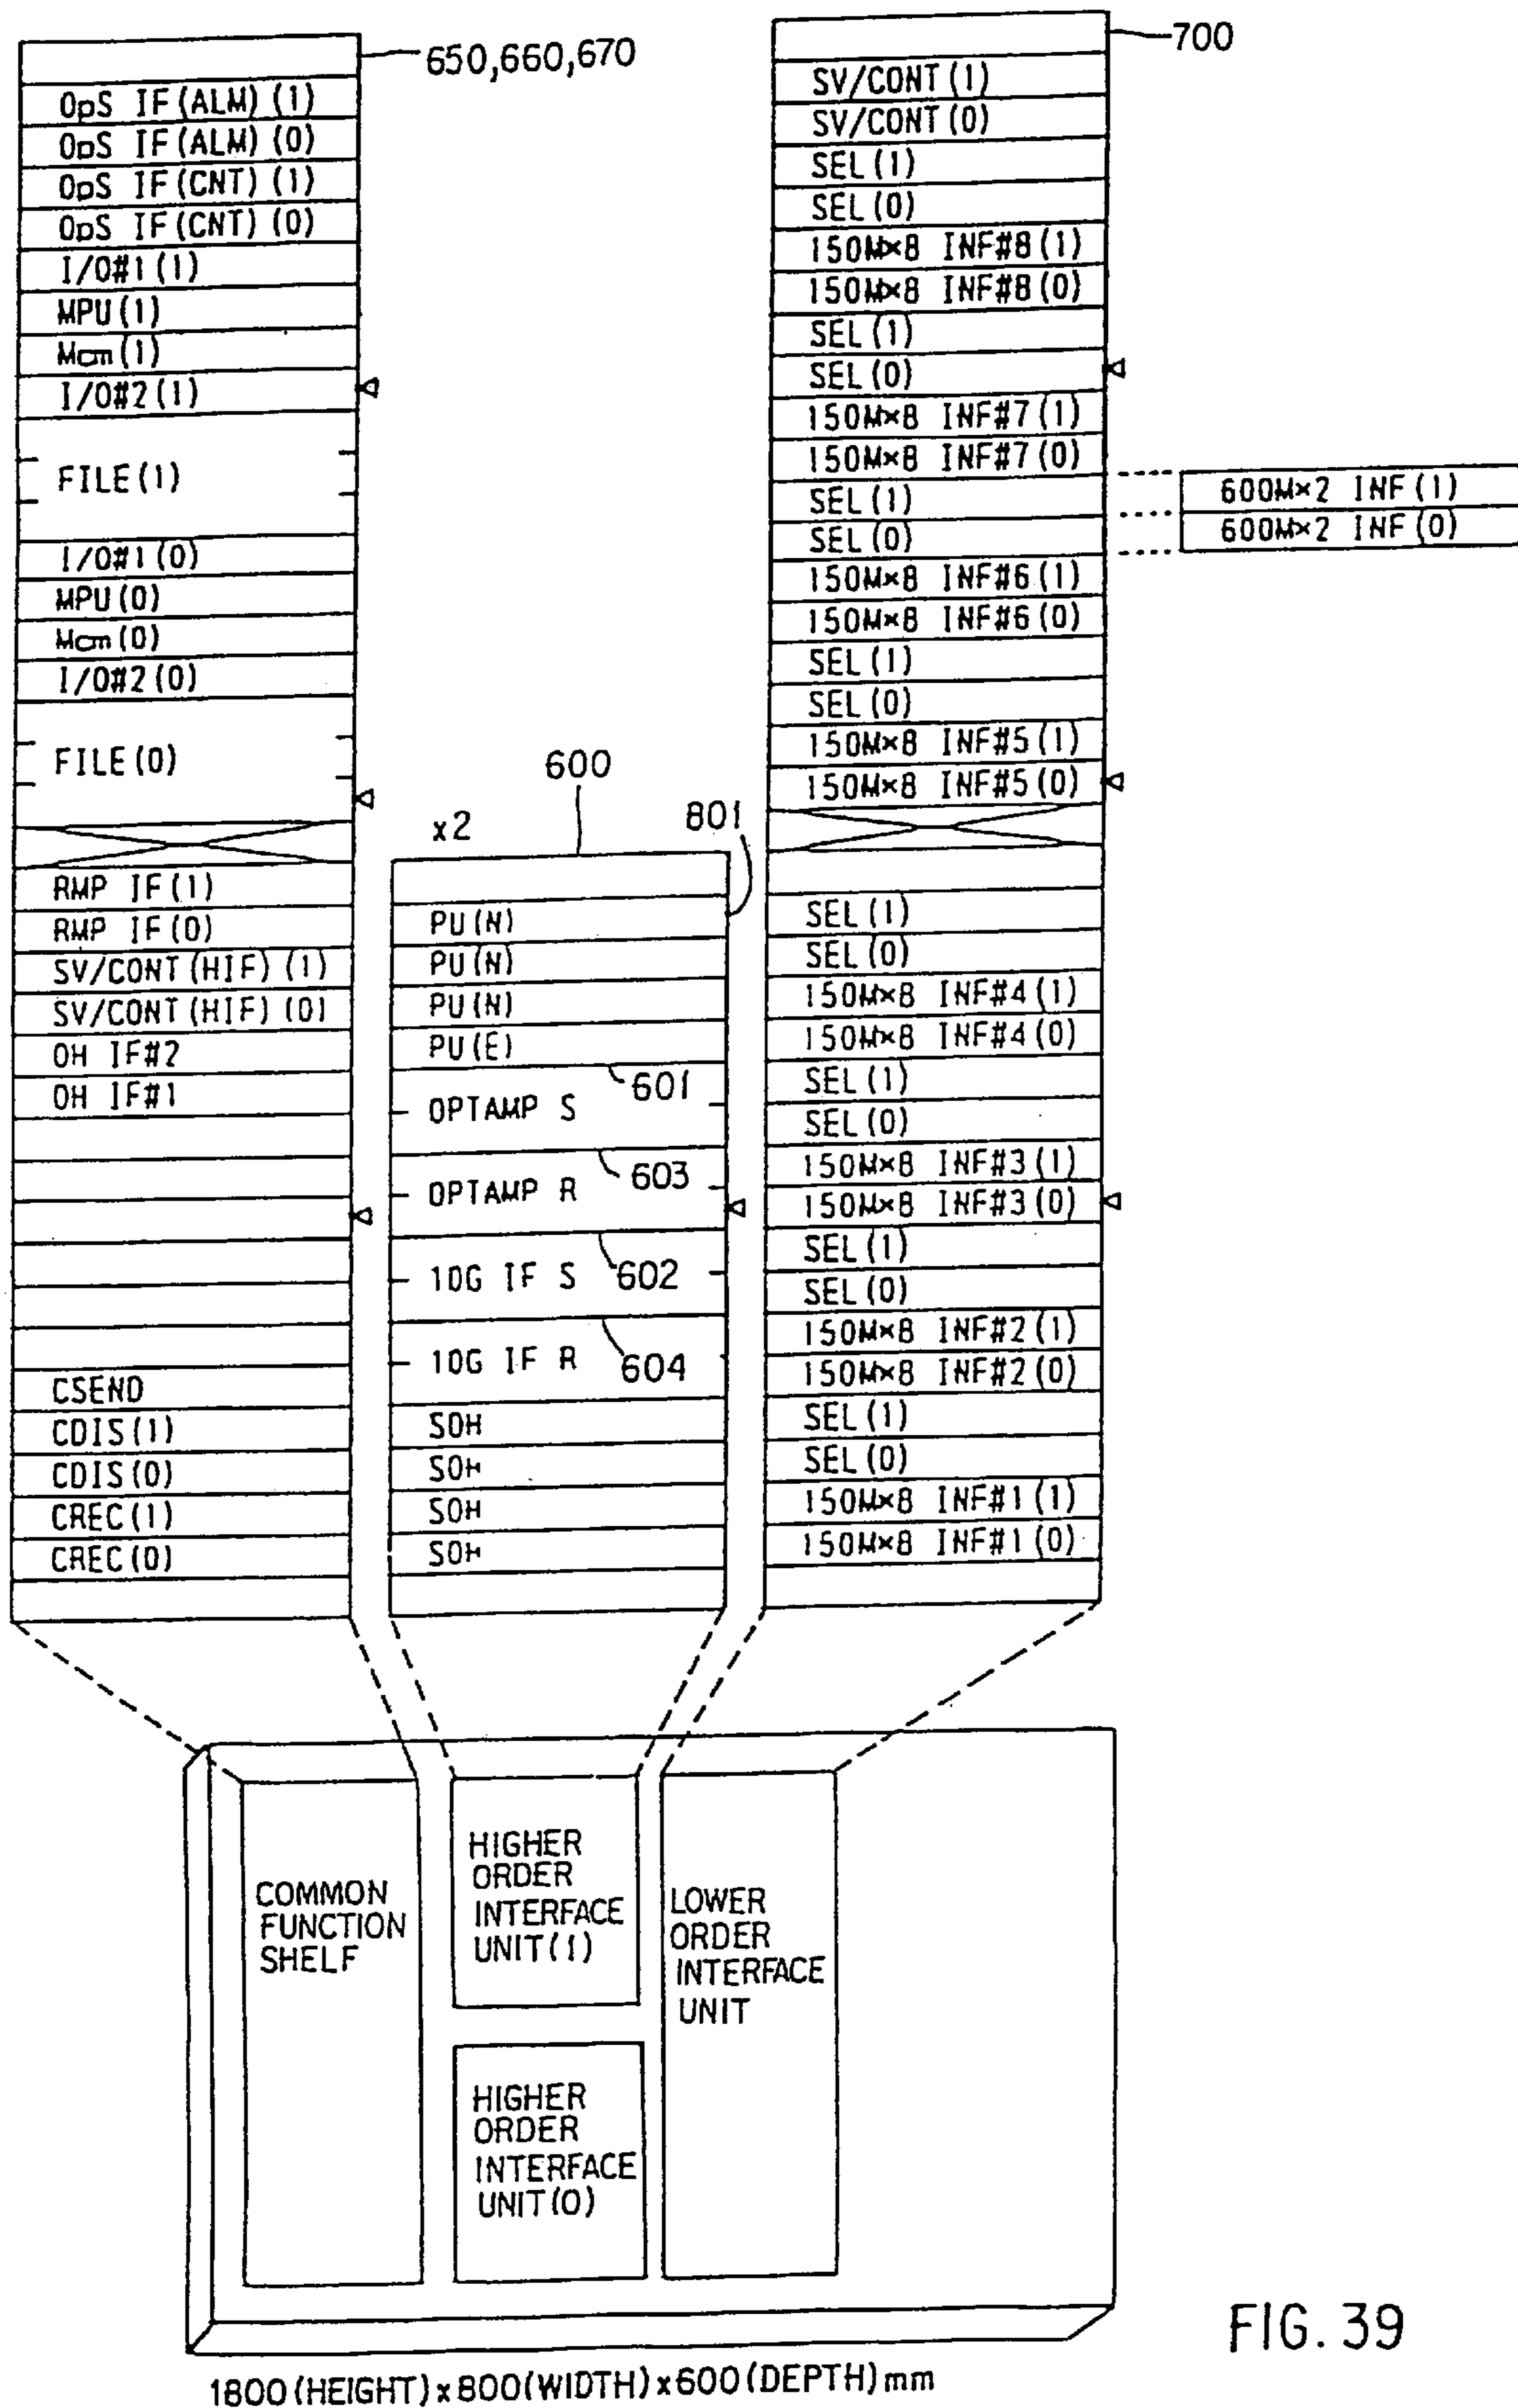 650,660,670
OpS IF(ALM)(1)
OpS IF(ALM)(0)
OpS IF(CNT)(1)
OpS IF(CNT)(0)
I/O#1(1)
MPU(1)
Mem(1)
I/O#2(1)
FILE(1)
I/O#1(0)
MPU(0)
Mem(0)
I/O#2(0)
FILE(0)
RMP IF(1)
RMP IF(0)
SV/CONT(HIF)(1)
SV/CONT(HIF)(0)
OH IF#2
OH IF#1
CSEND
CDIS(1)
CDIS(0)
CREC(1)
CREC(0)
600
x2
801
PU(N)
PU(N)
PU(N)
PU(E)
601
OPTAMP S
603
OPTAMP R
10G IF S
602
10G IF R
604
SOH
SOH
SOH
SOH
700
SV/CONT(1)
SV/CONT(0)
SEL(1)
SEL(0)
150M×8 INF#8(1)
150M×8 INF#8(0)
SEL(1)
SEL(0)
150M×8 INF#7(1)
150M×8 INF#7(0)
SEL(1)
SEL(0)
600M×2 INF(1)
600M×2 INF(0)
150M×8 INF#6(1)
150M×8 INF#6(0)
SEL(1)
SEL(0)
150M×8 INF#5(1)
150M×8 INF#5(0)
SEL(1)
SEL(0)
150M×8 INF#4(1)
150M×8 INF#4(0)
SEL(1)
SEL(0)
150M×8 INF#3(1)
150M×8 INF#3(0)
SEL(1)
SEL(0)
150M×8 INF#2(1)
150M×8 INF#2(0)
SEL(1)
SEL(0)
150M×8 INF#1(1)
150M×8 INF#1(0)
COMMON
FUNCTION
SHELF
HIGHER
ORDER
INTERFACE
UNIT(1)
HIGHER
ORDER
INTERFACE
UNIT(0)
LOWER
ORDER
INTERFACE
UNIT
1800(HEIGHT)x800(WIDTH)x600(DEPTH)mm
FIG. 39